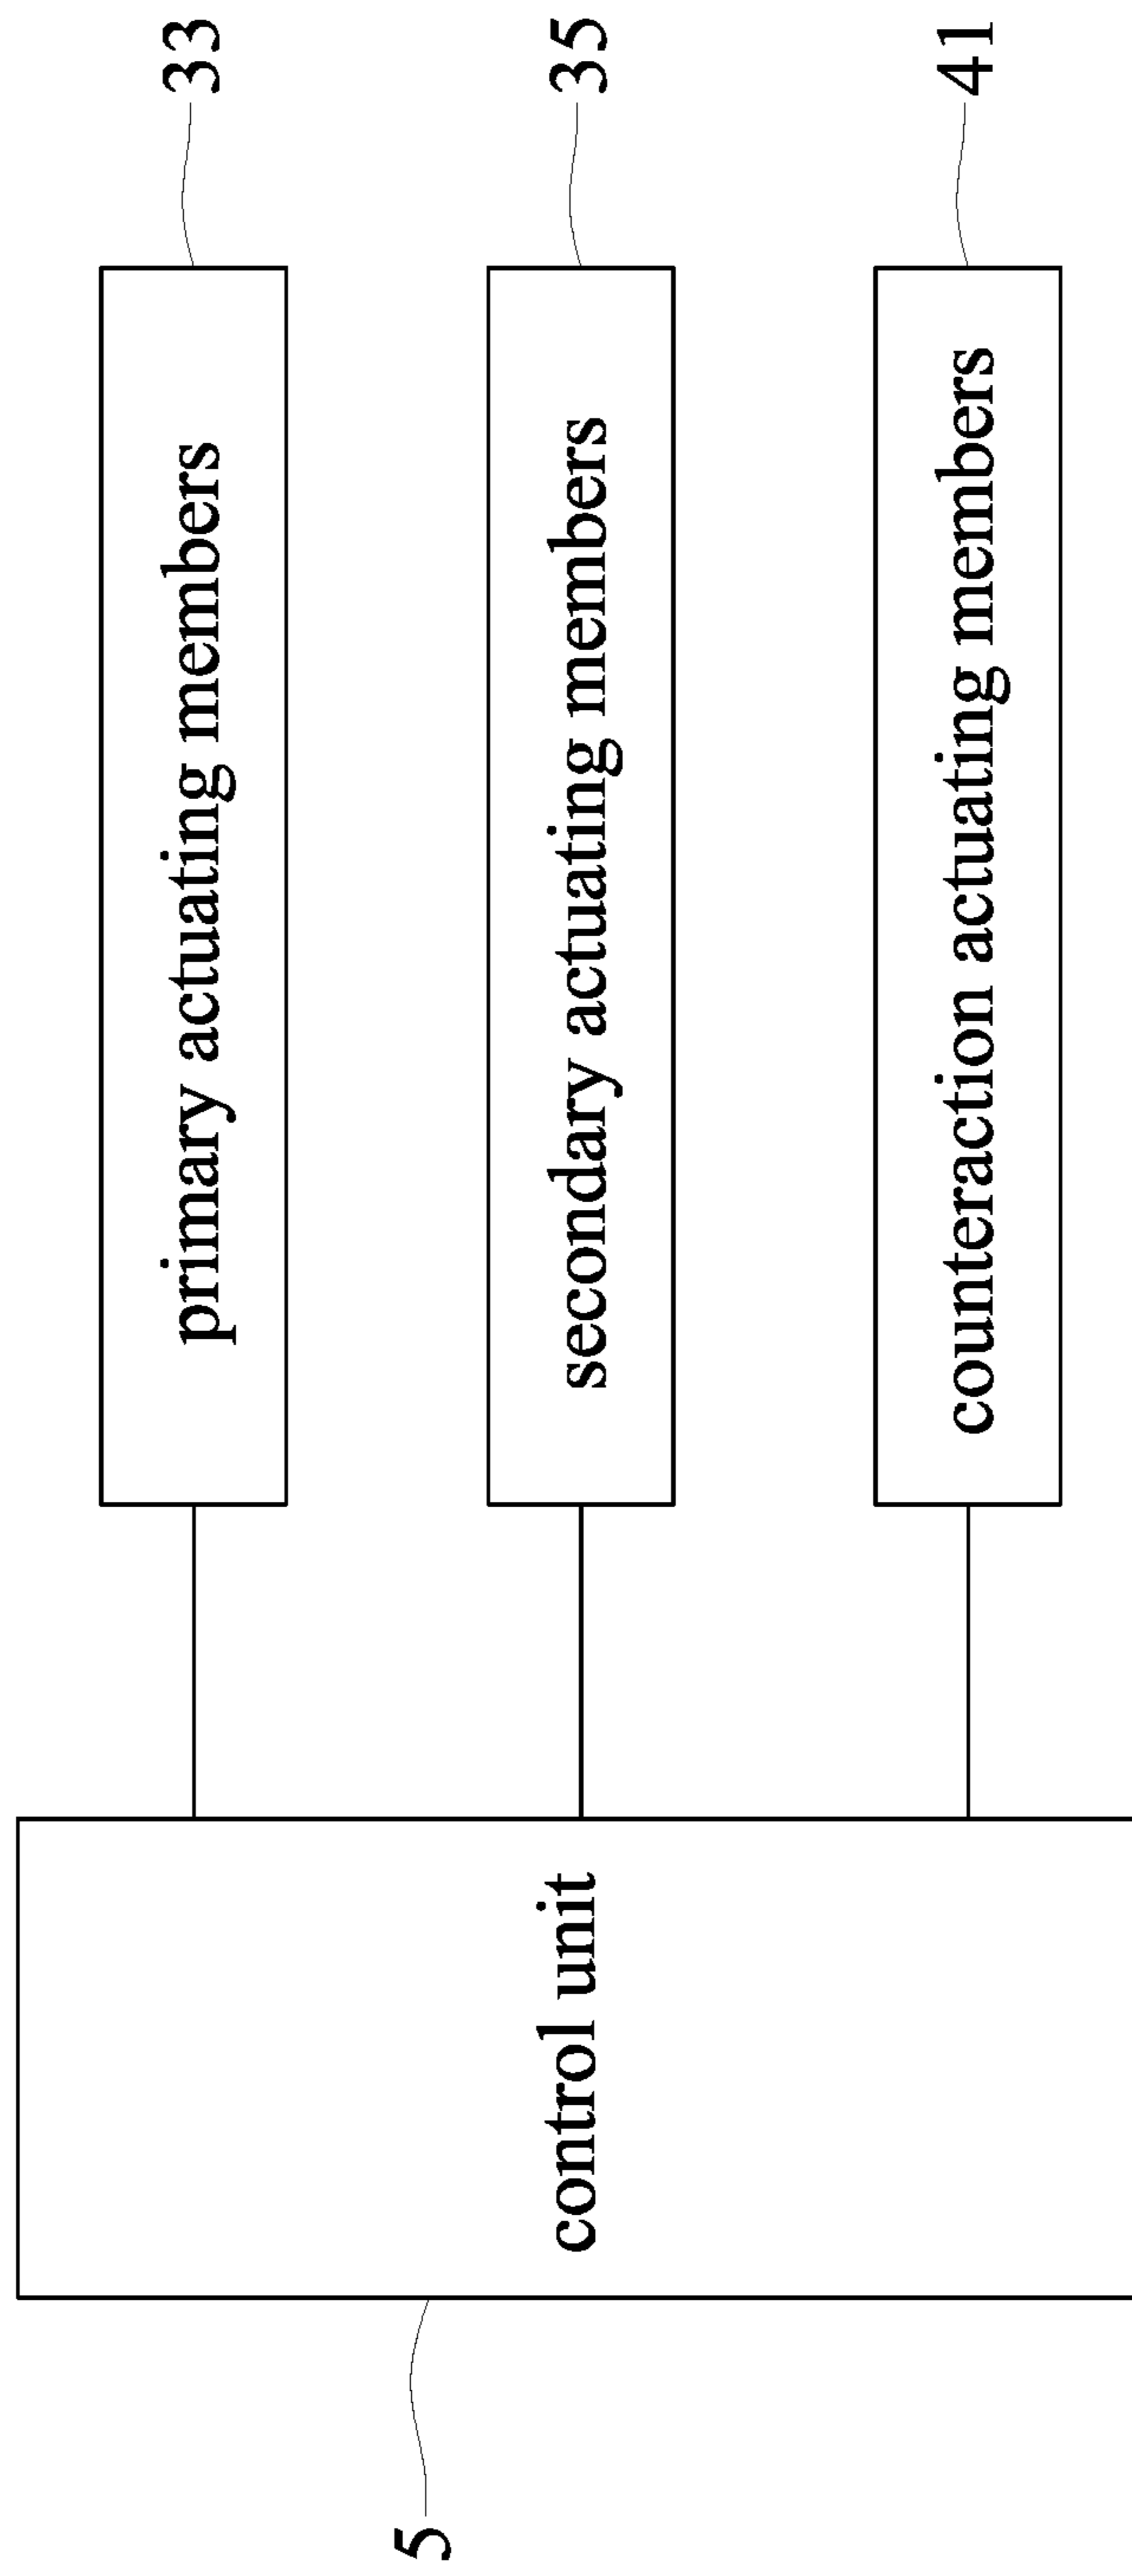 5
control unit
primary actuating members
33
secondary actuating members
35
counteraction actuating members
41